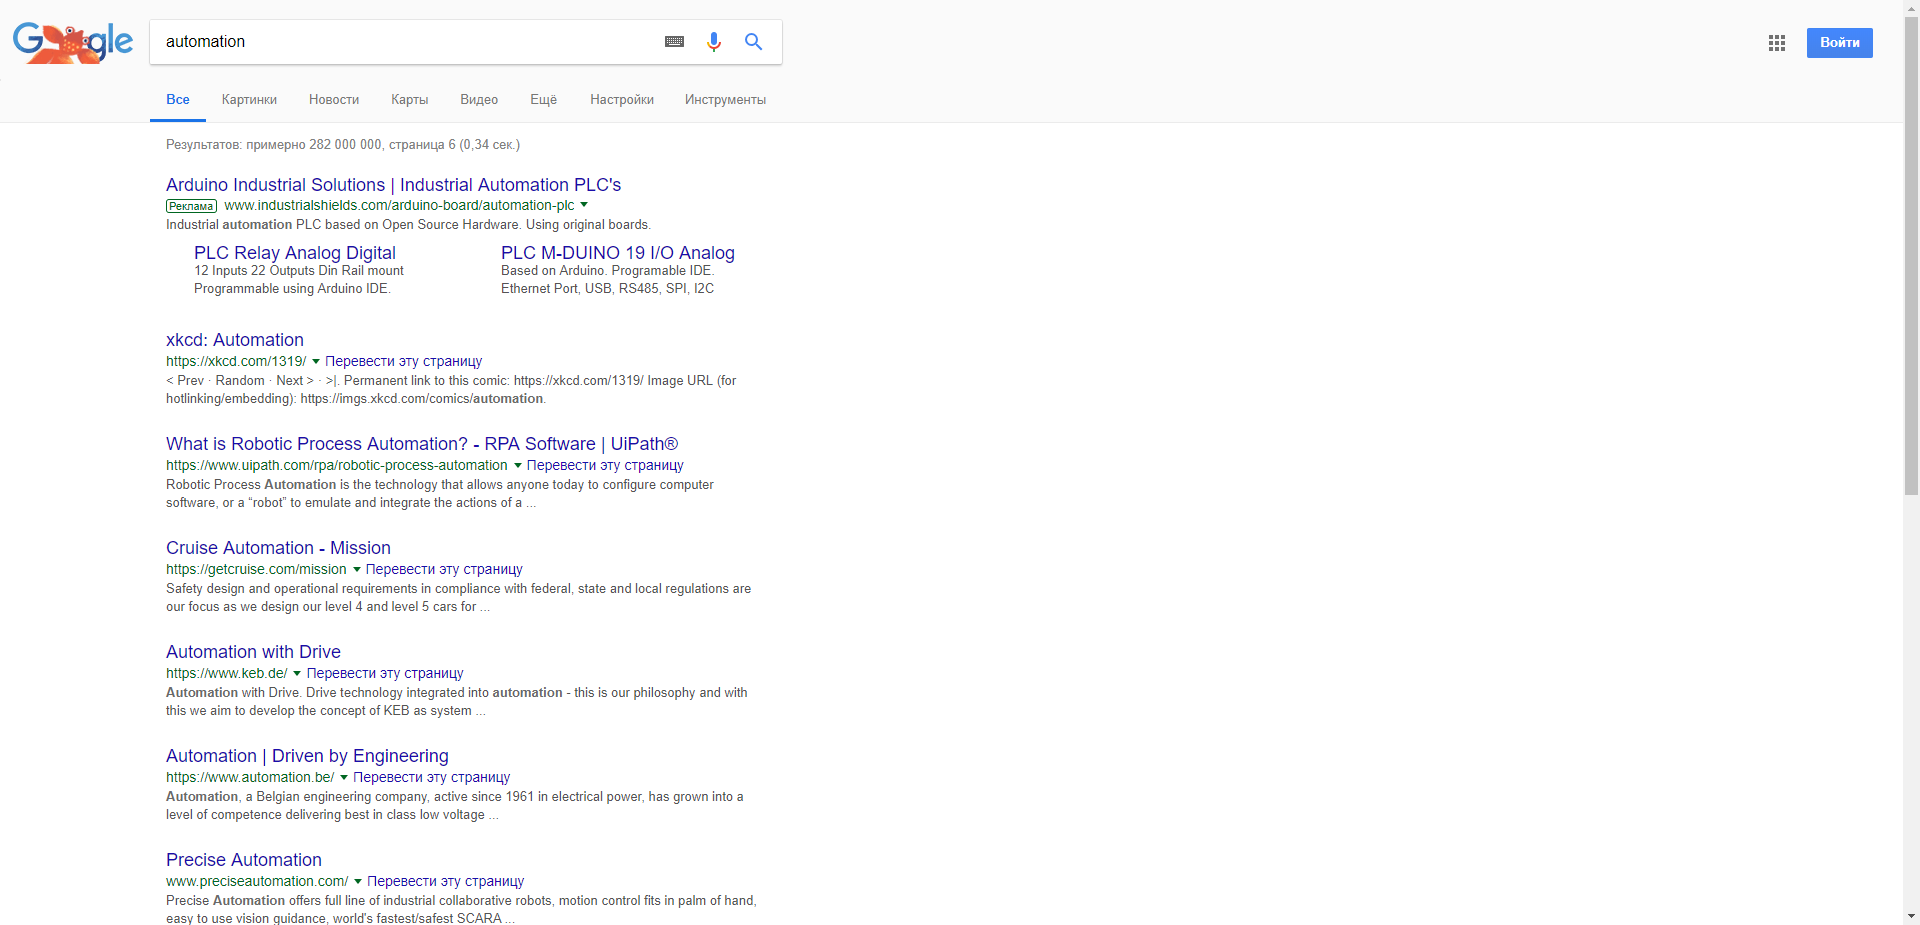 Google
automation
Войти
Все Картинки Новости Карты Видео Ещё Настройки Инструменты
Результатов: примерно 282 000 000, страница 6 (0,34 сек.)
Arduino Industrial Solutions | Industrial Automation PLC's
Реклама www.industrialshields.com/arduino-board/automation-plc
Industrial automation PLC based on Open Source Hardware. Using original boards.
PLC Relay Analog Digital
12 Inputs 22 Outputs Din Rail mount
Programmable using Arduino IDE.
PLC M-DUINO 19 I/O Analog
Based on Arduino. Programable IDE.
Ethernet Port, USB, RS485, SPI, I2C
xkcd: Automation
https://xkcd.com/1319/ Перевести эту страницу
< Prev · Random · Next > · >|. Permanent link to this comic: https://xkcd.com/1319/ Image URL (for
hotlinking/embedding): https://imgs.xkcd.com/comics/automation.
What is Robotic Process Automation? - RPA Software | UiPath®
https://www.uipath.com/rpa/robotic-process-automation Перевести эту страницу
Robotic Process Automation is the technology that allows anyone today to configure computer
software, or a “robot” to emulate and integrate the actions of a ...
Cruise Automation - Mission
https://getcruise.com/mission Перевести эту страницу
Safety design and operational requirements in compliance with federal, state and local regulations are
our focus as we design our level 4 and level 5 cars for ...
Automation with Drive
https://www.keb.de/ Перевести эту страницу
Automation with Drive. Drive technology integrated into automation - this is our philosophy and with
this we aim to develop the concept of KEB as system ...
Automation | Driven by Engineering
https://www.automation.be/ Перевести эту страницу
Automation, a Belgian engineering company, active since 1961 in electrical power, has grown into a
level of competence delivering best in class low voltage ...
Precise Automation
www.preciseautomation.com/ Перевести эту страницу
Precise Automation offers full line of industrial collaborative robots, motion control fits in palm of hand,
easy to use vision guidance, world's fastest/safest SCARA ...